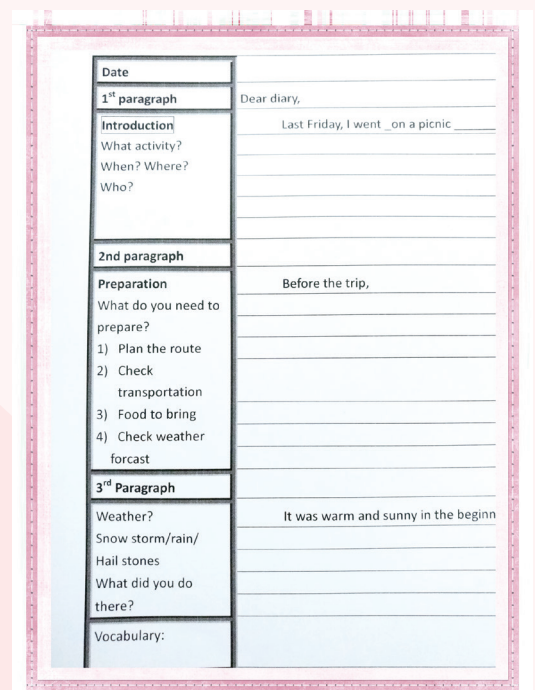 Date
1st paragraph
Dear diary,
Introduction
Last Friday, I went _on a picnic ______
What activity?
When? Where?
Who?
2nd paragraph
Preparation
Before the trip,
What do you need to
prepare?
1) Plan the route
2) Check
transportation
3) Food to bring
4) Check weather
forcast
3rd Paragraph
Weather?
It was warm and sunny in the beginn
Snow storm/rain/
Hail stones
What did you do
there?
Vocabulary: